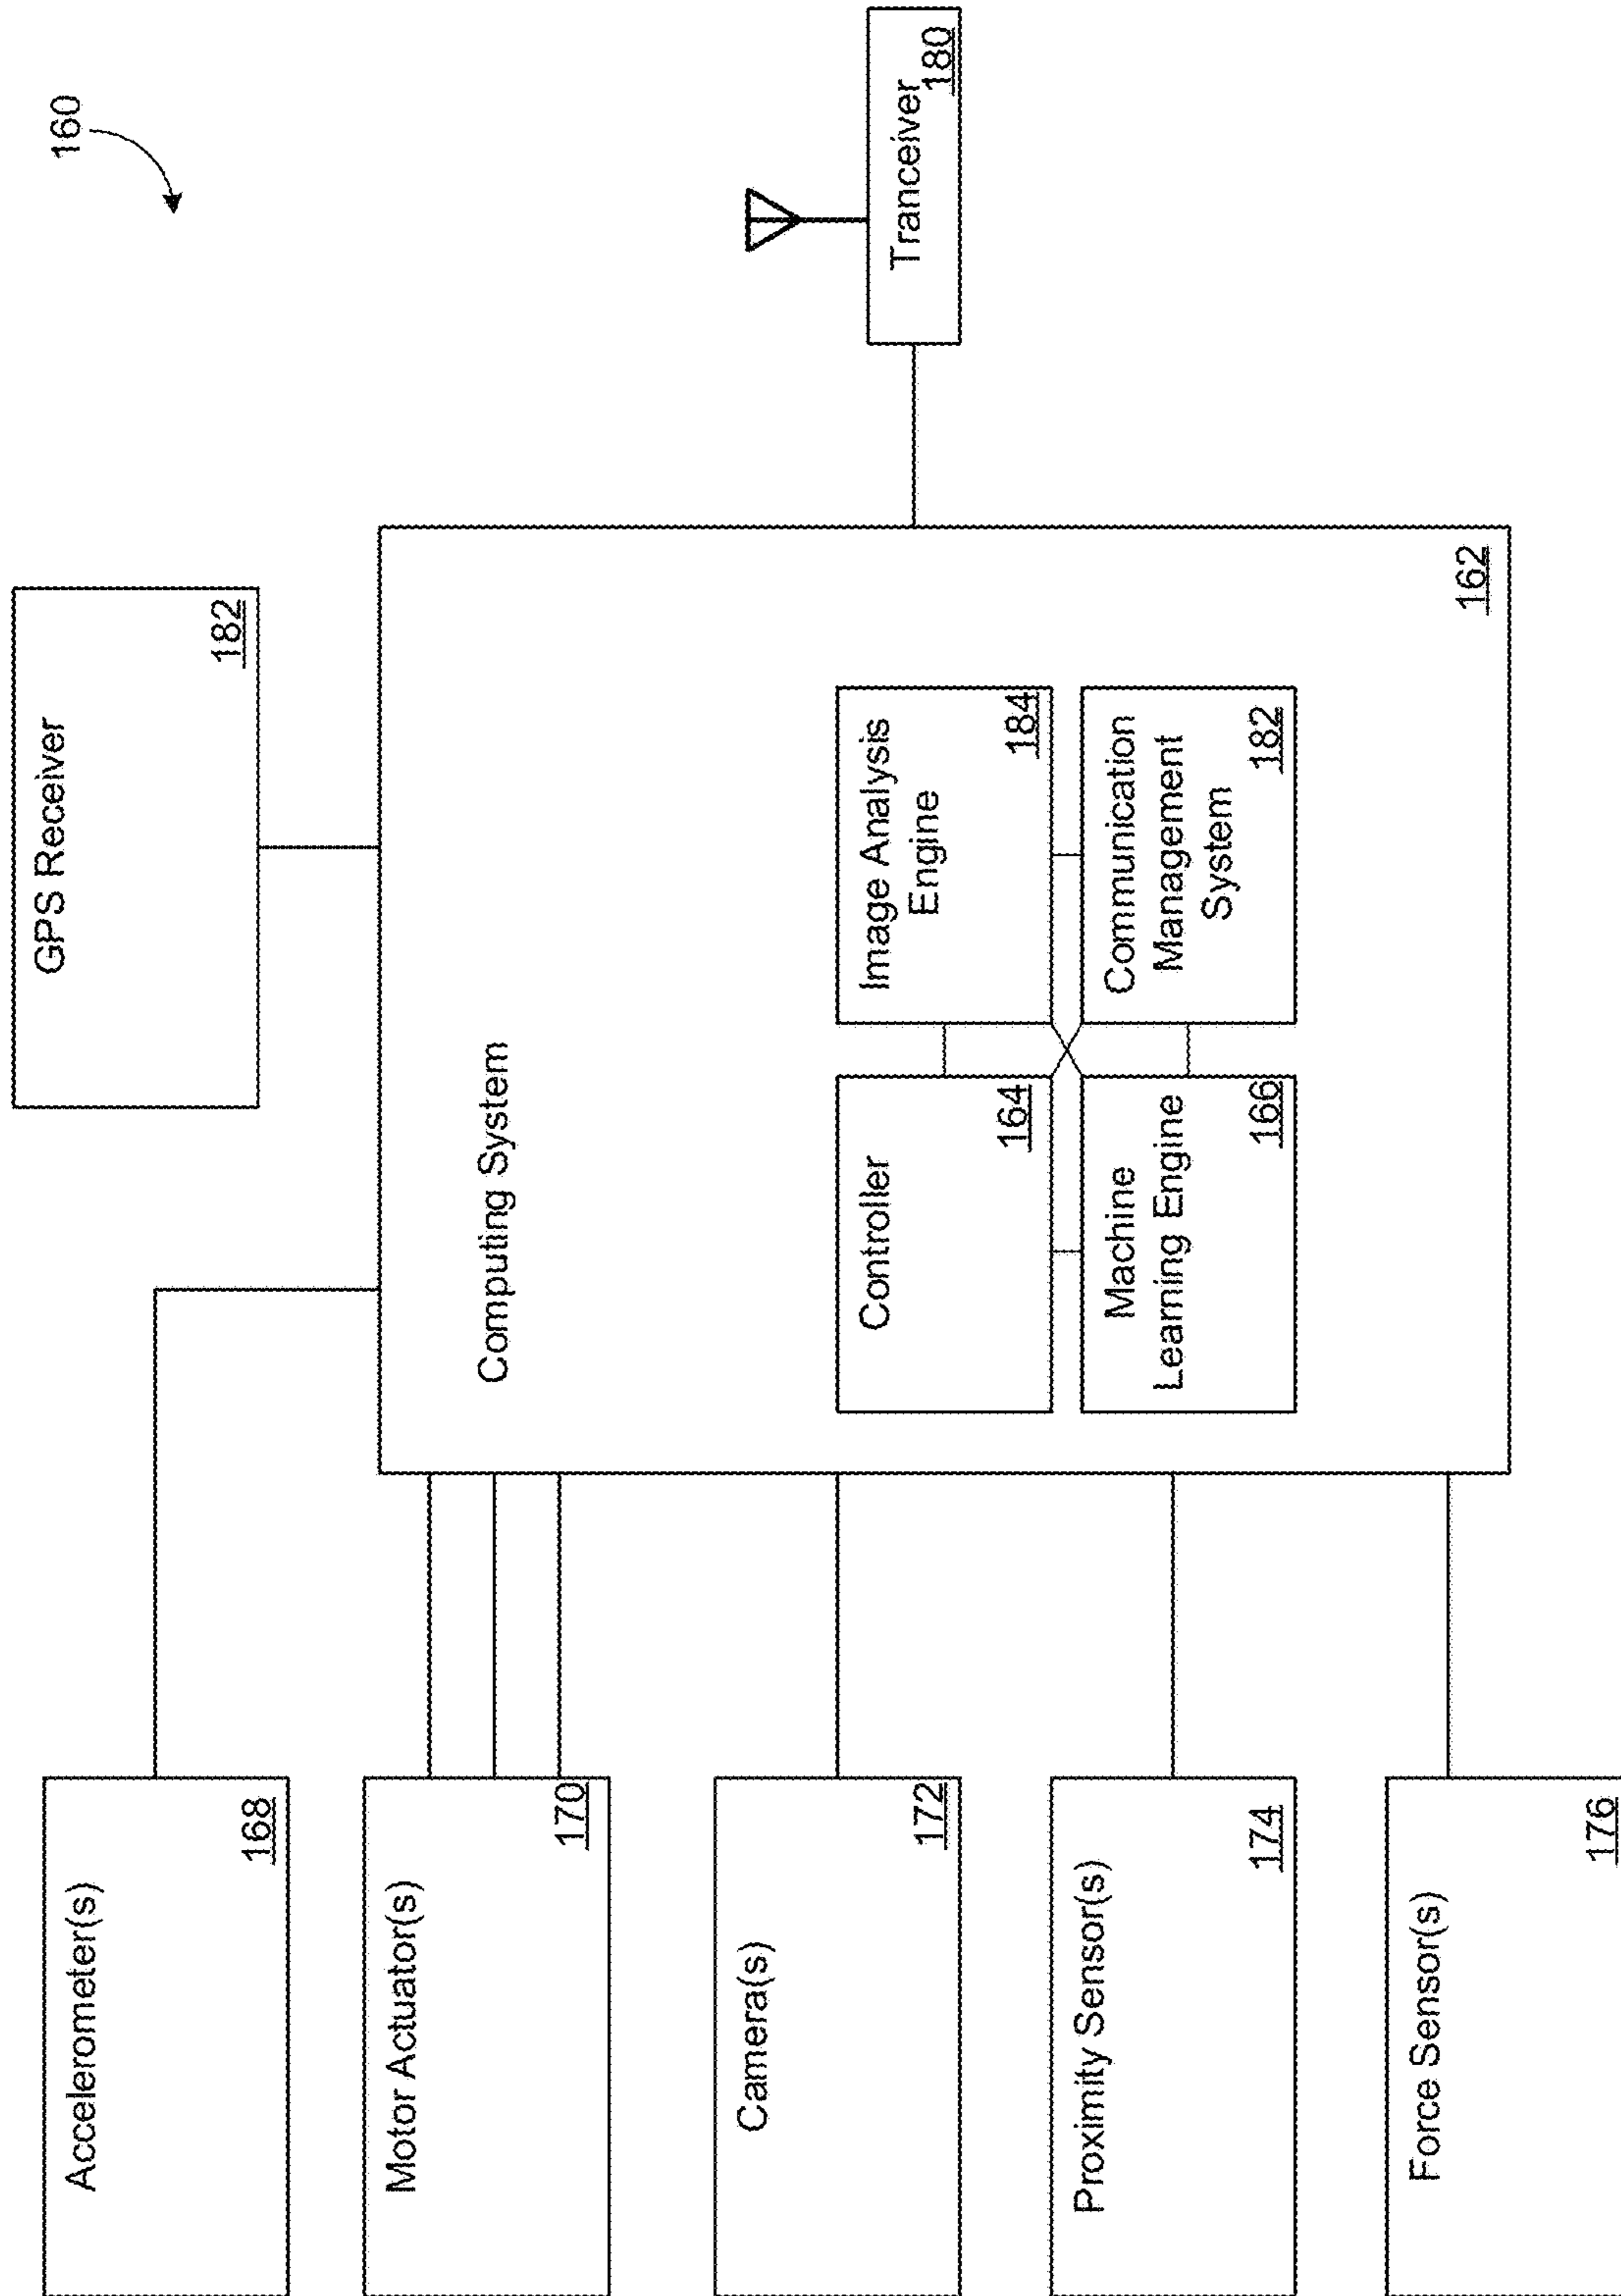 160
GPS Receiver
182
Accelerometer(s)
168
Motor Actuator(s)
170
Camera(s)
172
Proximity Sensor(s)
174
Force Sensor(s)
176
Computing System
Controller
164
Image Analysis
Engine
184
Machine
Learning Engine
166
Communication
Management
System
182
162
Tranceiver
180